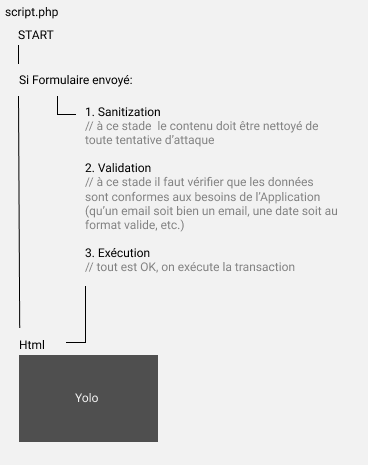 script.php
START
Si Formulaire envoyé:
1. Sanitization
// à ce stade  le contenu doit être nettoyé de
toute tentative d'attaque
2. Validation
// à ce stade il faut vérifier que les données
sont conformes aux besoins de l'Application
(qu'un email soit bien un email, une date soit au
format valide, etc.)
3. Exécution
// tout est OK, on exécute la transaction
Html
Yolo